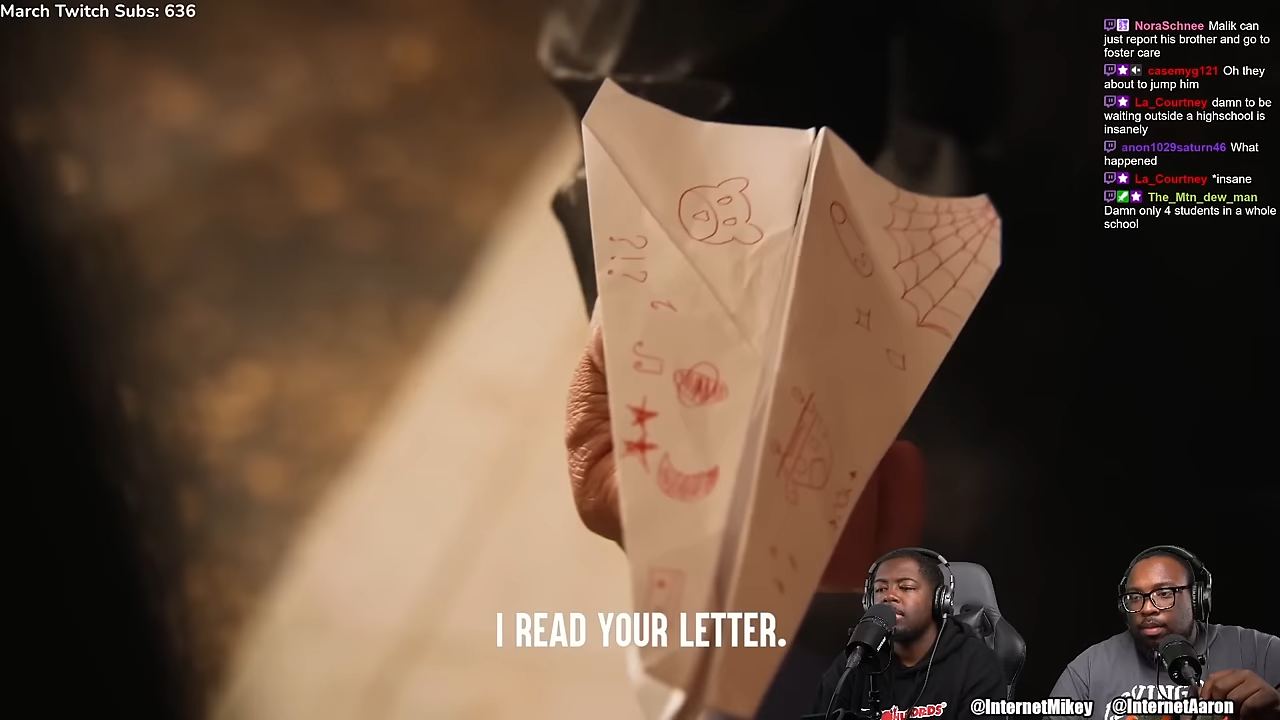 March Twitch Subs: 636
NoraSchnee Malik can
just report his brother and go to
foster care
casemyg121 Oh they
about to jump him
La_Courtney damn to be
waiting outside a highschool is
insanely
anon1029saturn46 What
happened
La_Courtney *insane
The_Mtn_dew_man
Damn only 4 students in a whole
school
??!?
I READ YOUR LETTER.
@InternetMikey @InternetAaron